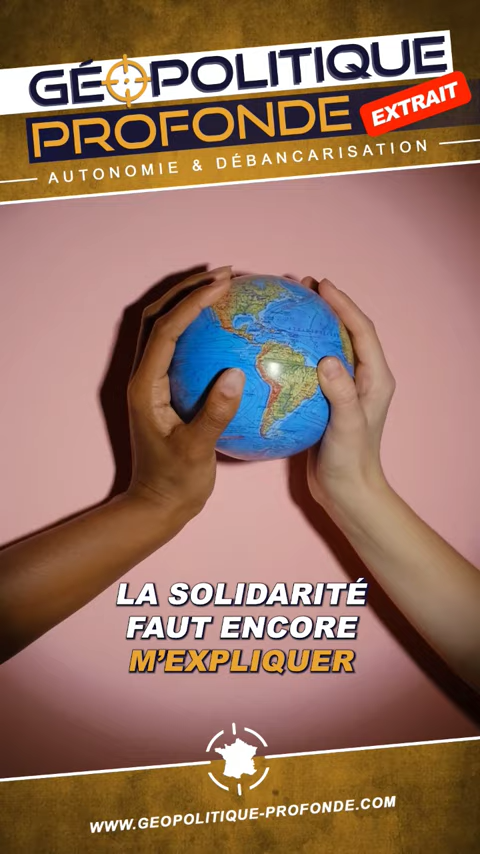 GÉOPOLITIQUE
PROFONDE
EXTRAIT
AUTONOMIE & DÉBANCARISATION
LA SOLIDARITÉ
FAUT ENCORE
M'EXPLIQUER
WWW.GEOPOLITIQUE-PROFONDE.COM